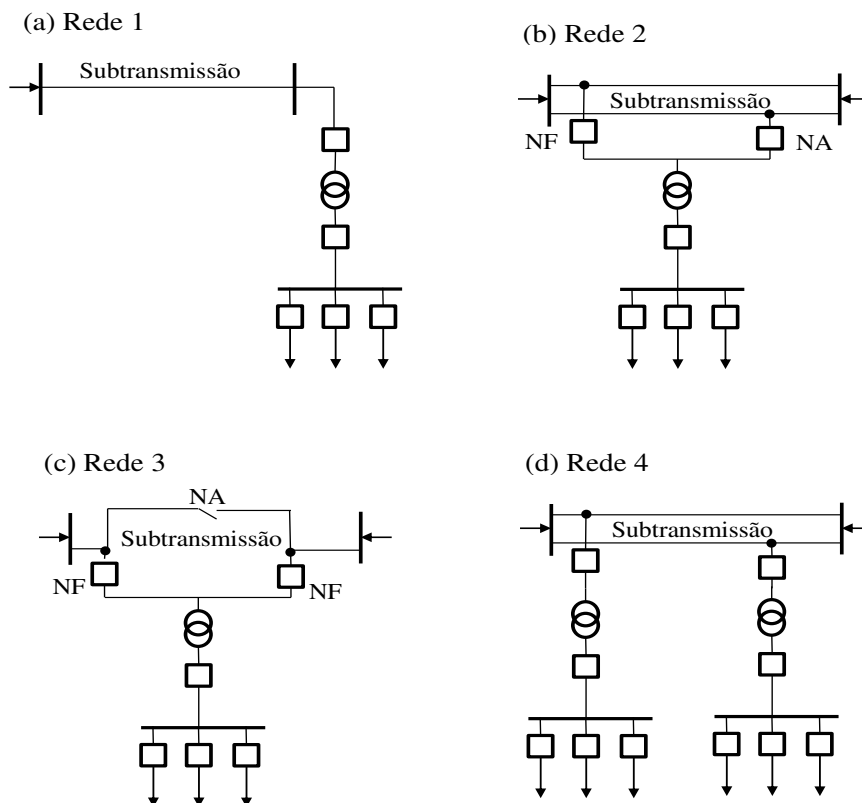 (a) Rede 1
Subtransmissão
(b) Rede 2
Subtransmissão
NF
NA
(c) Rede 3
NA
Subtransmissão
NF
NF
(d) Rede 4
Subtransmissão